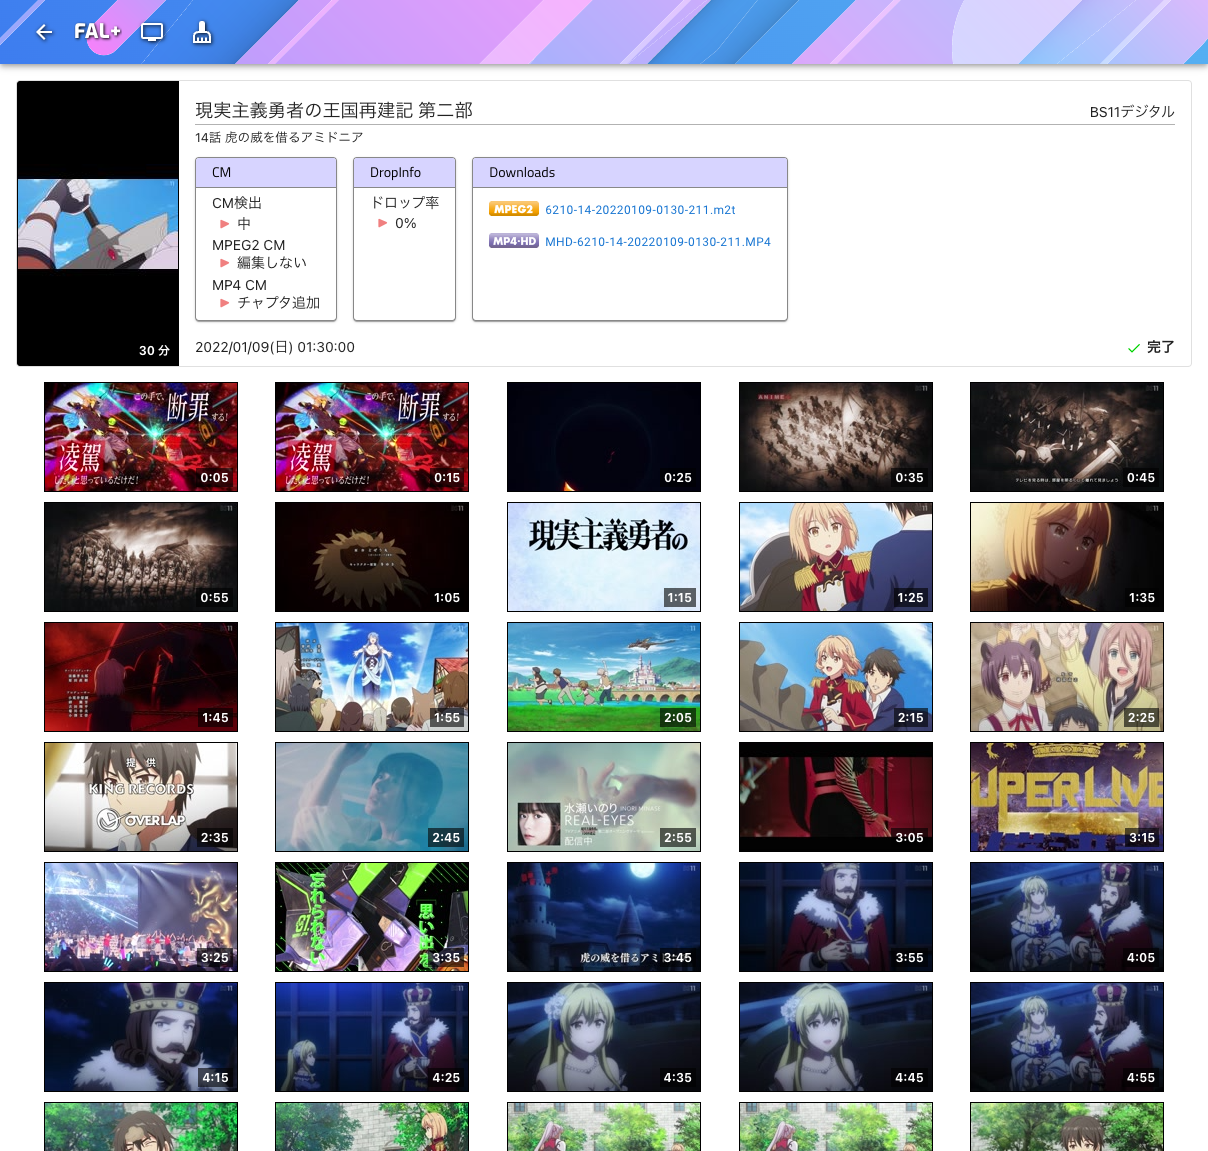 FAL+
現実主義勇者の王国再建記 第二部
BS11デジタル
14話 虎の威を借るアミドニア
CM
CM検出
中
MPEG2 CM
編集しない
MP4 CM
チャプタ追加
DropInfo
ドロップ率
0%
Downloads
MPEG2 6210-14-20220109-0130-211.m2t
MP4-HD MHD-6210-14-20220109-0130-211.MP4
30 分
2022/01/09(日) 01:30:00
完了
この手で、
断罪
する!
凌駕
したいと思っているだけだ!
0:05
この手で、
断罪
する!
凌駕
したいと思っているだけだ!
0:15
0:25
ANIME
0:35
0:45
0:55
1:05
現実主義勇者の
1:15
1:25
1:35
1:45
1:55
2:05
2:15
2:25
提 供
KING RECORDS
OVERLAP
2:35
2:45
水瀬いのり INORI MINASE
REAL-EYES
配信中
2:55
3:05
UPER LIVE
3:15
3:25
忘れられない
思い出を
3:35
虎の威を借るアミ
3:45
3:55
4:05
4:15
4:25
4:35
4:45
4:55